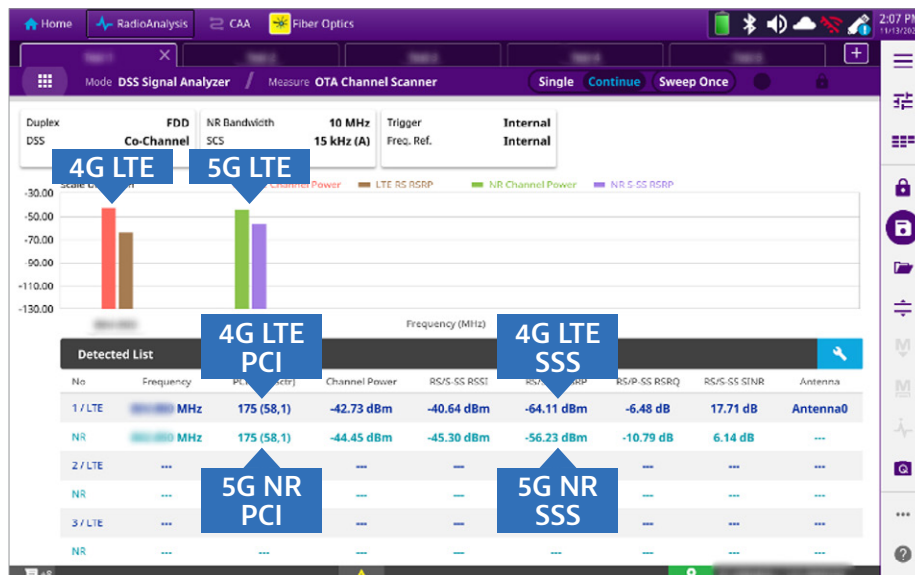 Home RadioAnalysis CAA Fiber Optics 2:07 PM
Mode DSS Signal Analyzer / Measure OTA Channel Scanner Single Continue Sweep Once
Duplex FDD NR Bandwidth 10 MHz Trigger Internal
DSS Co-Channel SCS 15 kHz (A) Freq. Ref. Internal
4G LTE 5G LTE
Channel Power LTE RS RSRP NR Channel Power NR S-SS RSRP
-30.00
-50.00
-70.00
-90.00
-110.00
-130.00
Frequency (MHz)
4G LTE PCI
4G LTE SSS
Detected List
No Frequency Channel Power RS/S-SS RSSI RS/P-SS RSRQ RS/S-SS SINR Antenna
1 / LTE MHz 175 (58,1) -42.73 dBm -40.64 dBm -64.11 dBm -6.48 dB 17.71 dB Antenna0
NR MHz 175 (58,1) -44.45 dBm -45.30 dBm -56.23 dBm -10.79 dB 6.14 dB ---
2 / LTE --- --- --- --- --- ---
NR --- --- --- --- --- ---
5G NR PCI
5G NR SSS
3 / LTE --- --- --- --- --- --- --- ---
NR --- --- --- --- --- --- --- ---